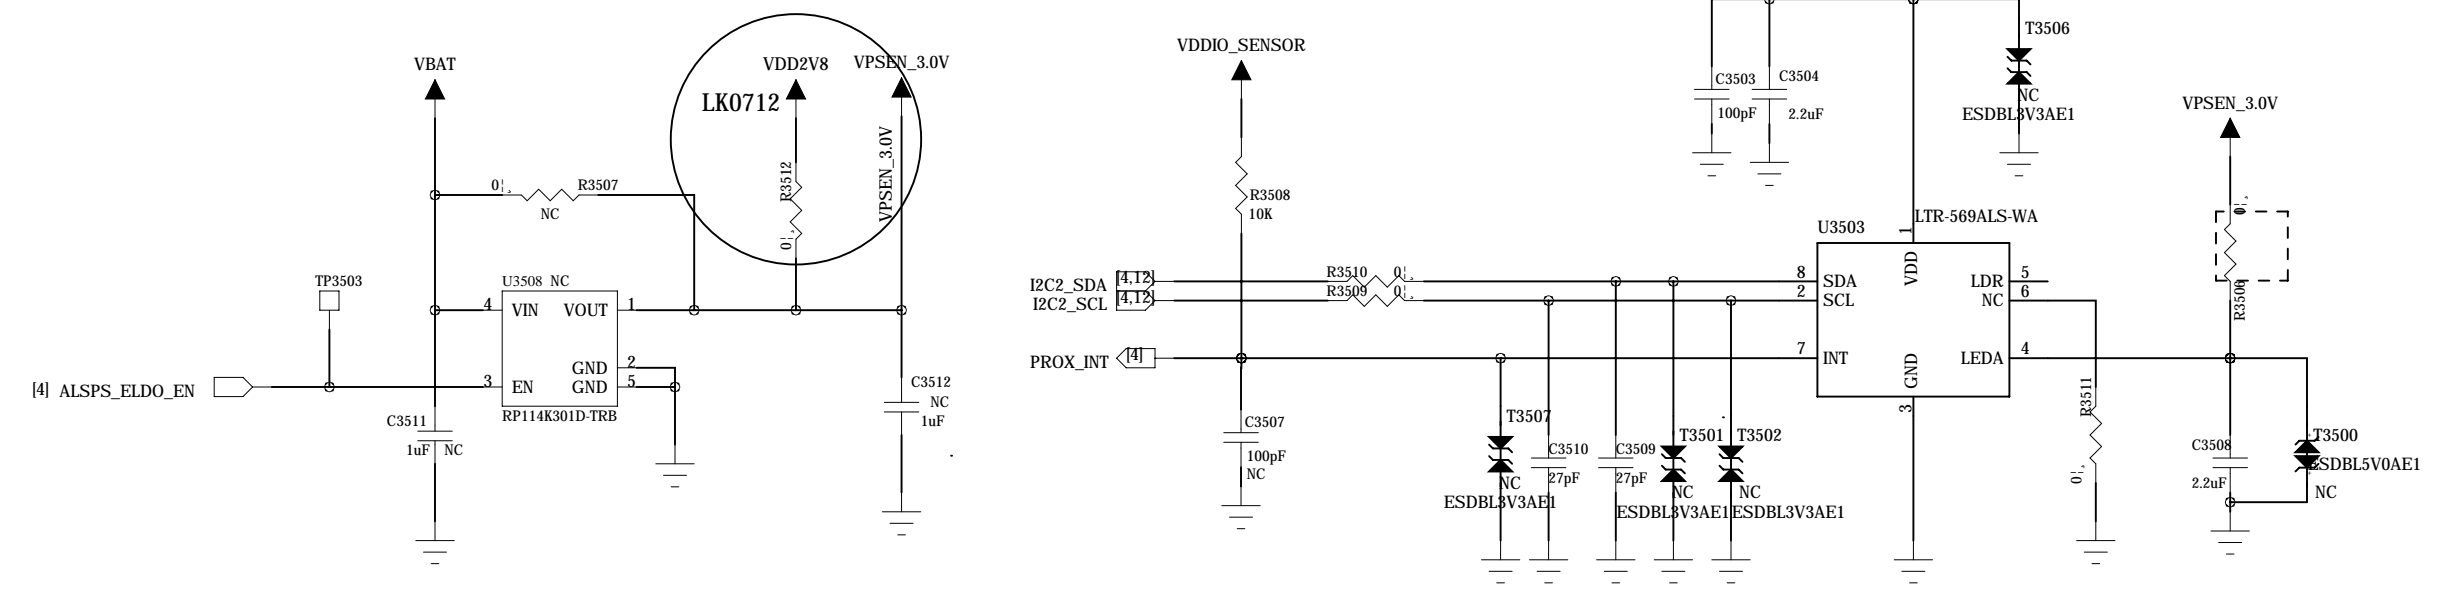 VBAT
VDD2V8
VPSEN_3.0V
LK0712
VPSEN_3.0V
R3512
0
0
R3507
NC
TP3503
U3508 NC
4
VIN
VOUT
1
GND
2
3
EN
GND
5
RP114K301D-TRB
[4] ALSPS_ELDO_EN
C3511
1uF
NC
C3512
NC
1uF
VDDIO_SENSOR
R3508
10K
I2C2_SDA
[4,12]
I2C2_SCL
[4,12]
PROX_INT
[4]
R3510
0
R3509
0
C3507
100pF
NC
C3503
100pF
C3504
2.2uF
T3506
NC
ESDBL3V3AE1
U3503
LTR-569ALS-WA
1
VDD
8
SDA
2
SCL
7
INT
GND
3
LDR
5
NC
6
LEDA
4
T3507
NC
ESDBL3V3AE1
C3510
27pF
C3509
27pF
T3501
NC
ESDBL3V3AE1
T3502
NC
ESDBL3V3AE1
R3511
0
VPSEN_3.0V
0
R3506
C3508
2.2uF
T3500
ESDBL5V0AE1
NC